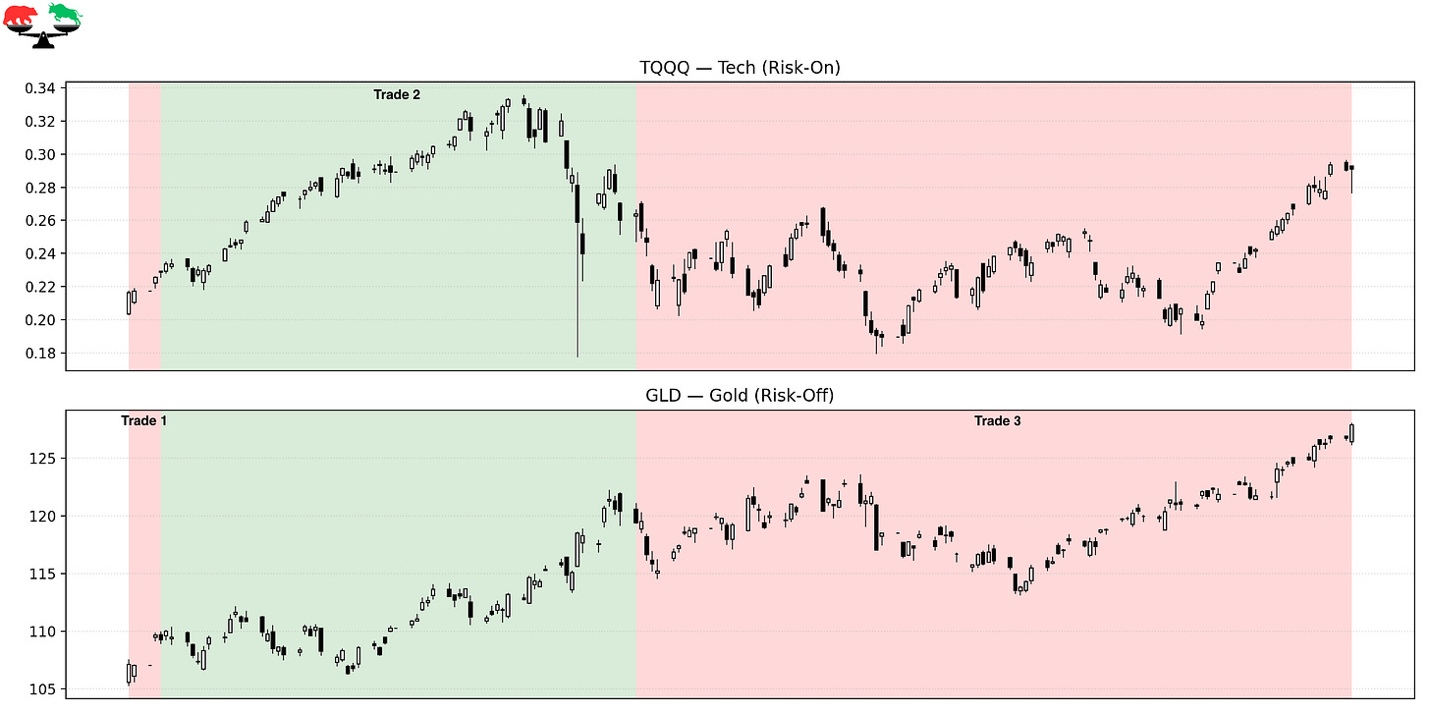 TQQQ — Tech (Risk-On)
Trade 2
0.34
0.32
0.30
0.28
0.26
0.24
0.22
0.20
0.18
GLD — Gold (Risk-Off)
Trade 1
Trade 3
125
120
115
110
105